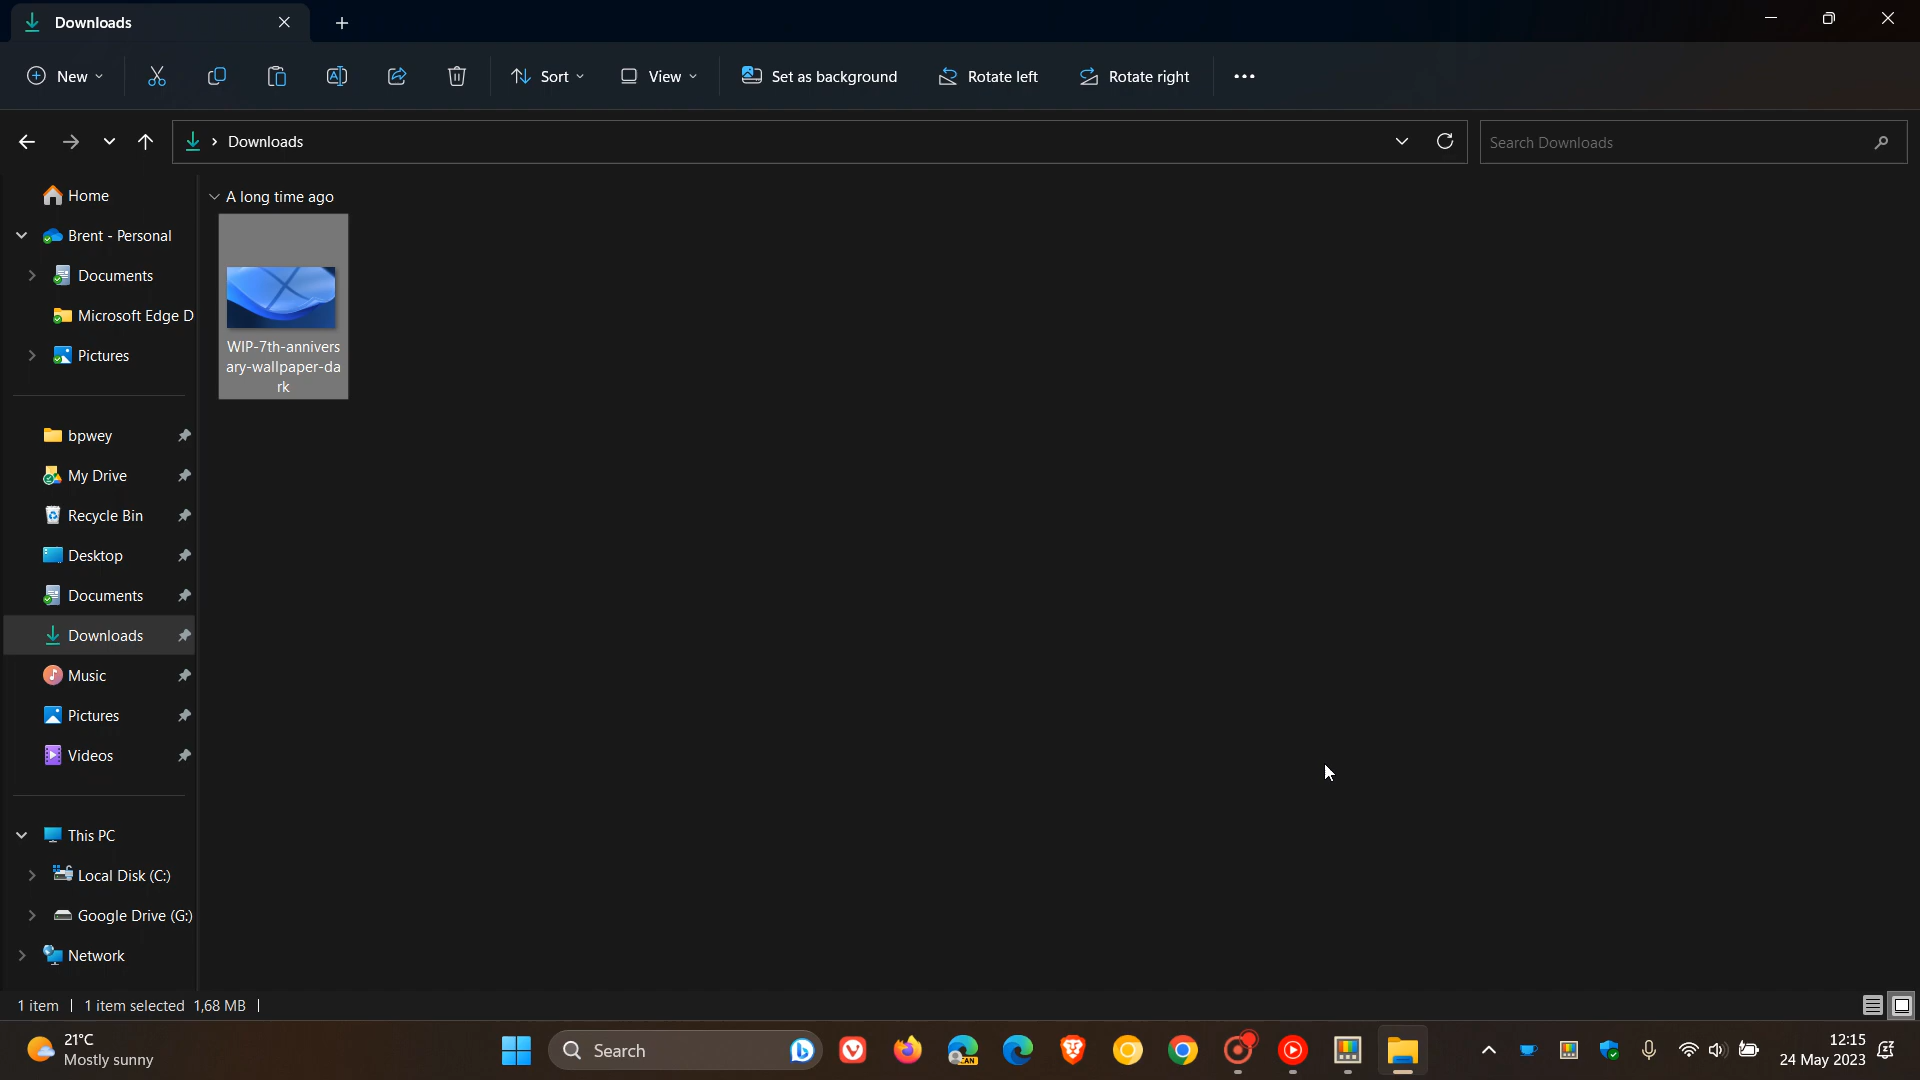 Downloads
New
Sort
View
Set as background
Rotate left
Rotate right
Downloads
Search Downloads
Home
Brent - Personal
Documents
Microsoft Edge D
Pictures
bpwey
My Drive
Recycle Bin
Desktop
Documents
Downloads
Music
Pictures
Videos
This PC
Local Disk (C:)
Google Drive (G:)
Network
A long time ago
WIP-7th-annivers
ary-wallpaper-da
rk
1 item
1 item selected 1,68 MB
21°C
Mostly sunny
Search
CAN
12:15
24 May 2023